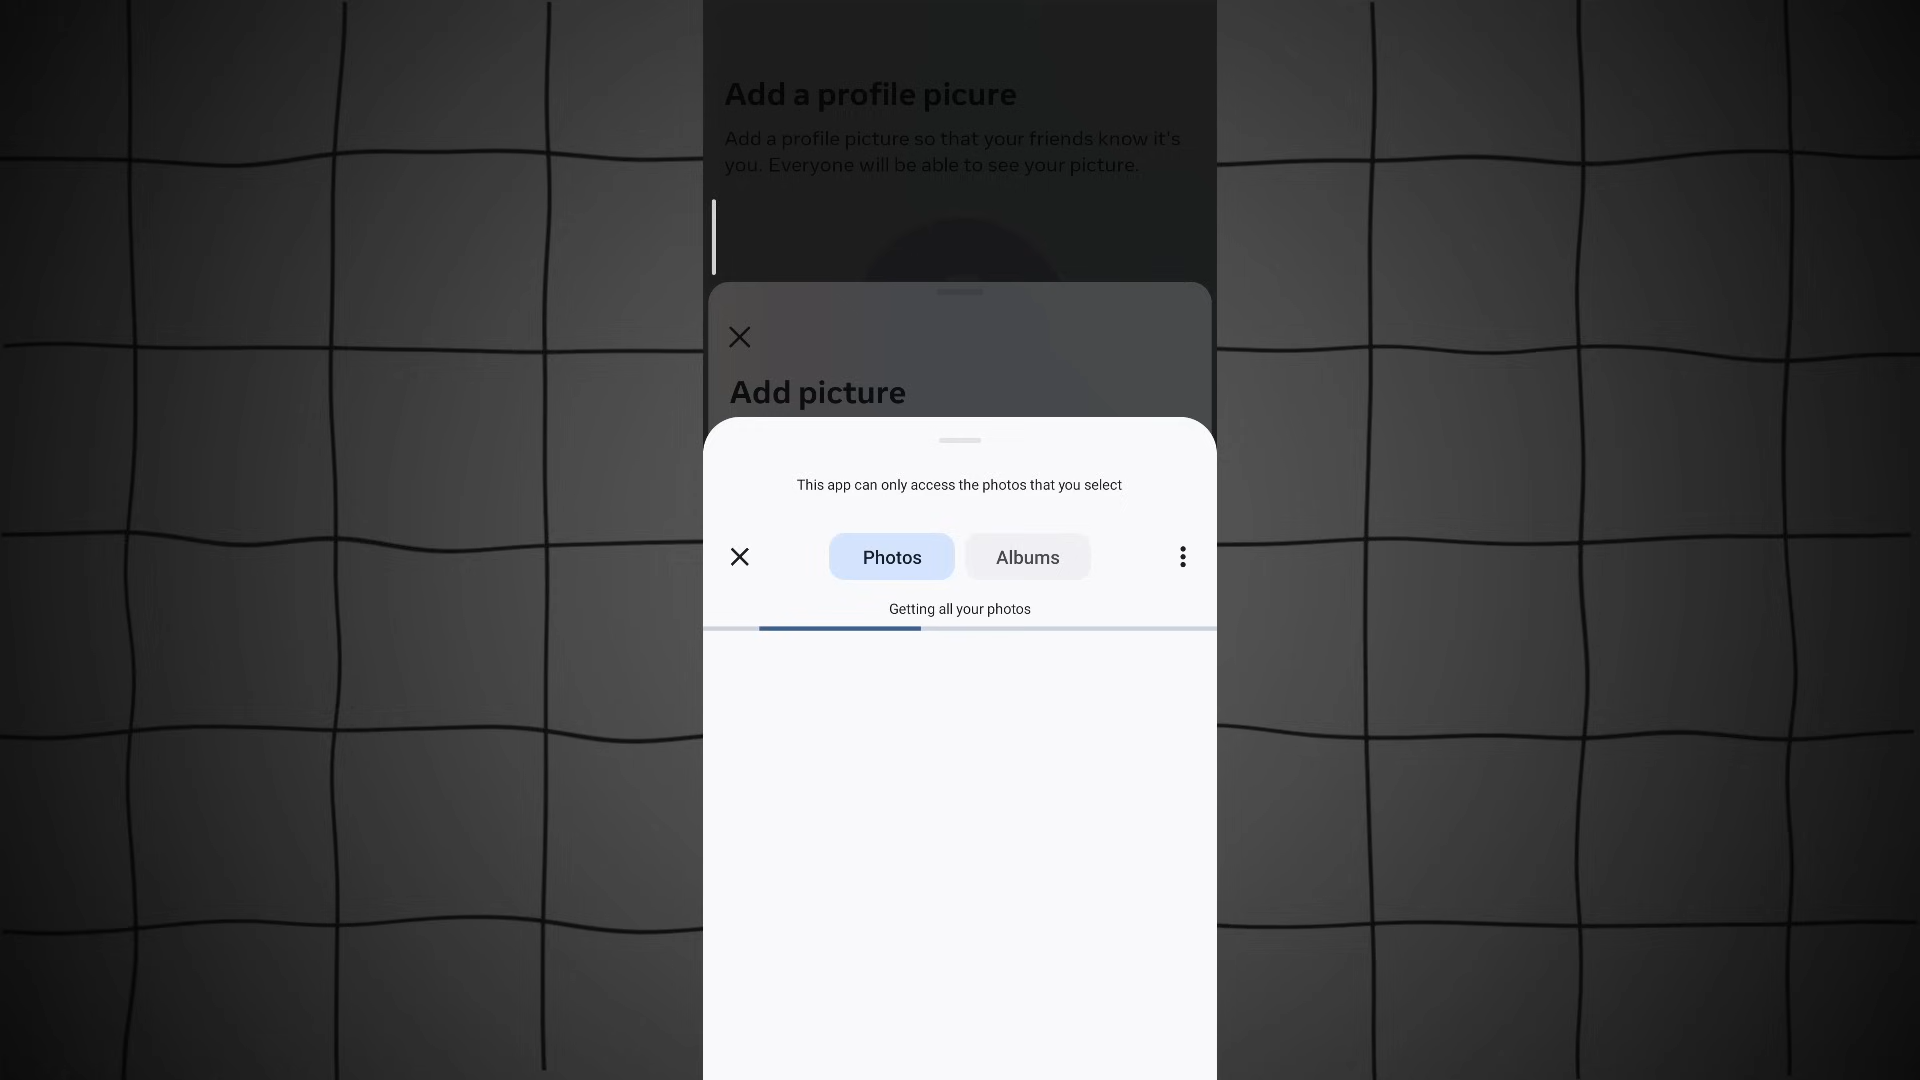 Add a profile picure
Add a profile picture so that your friends know it's
you. Everyone will be able to see your picture.
Add picture
This app can only access the photos that you select
Photos
Albums
Getting all your photos